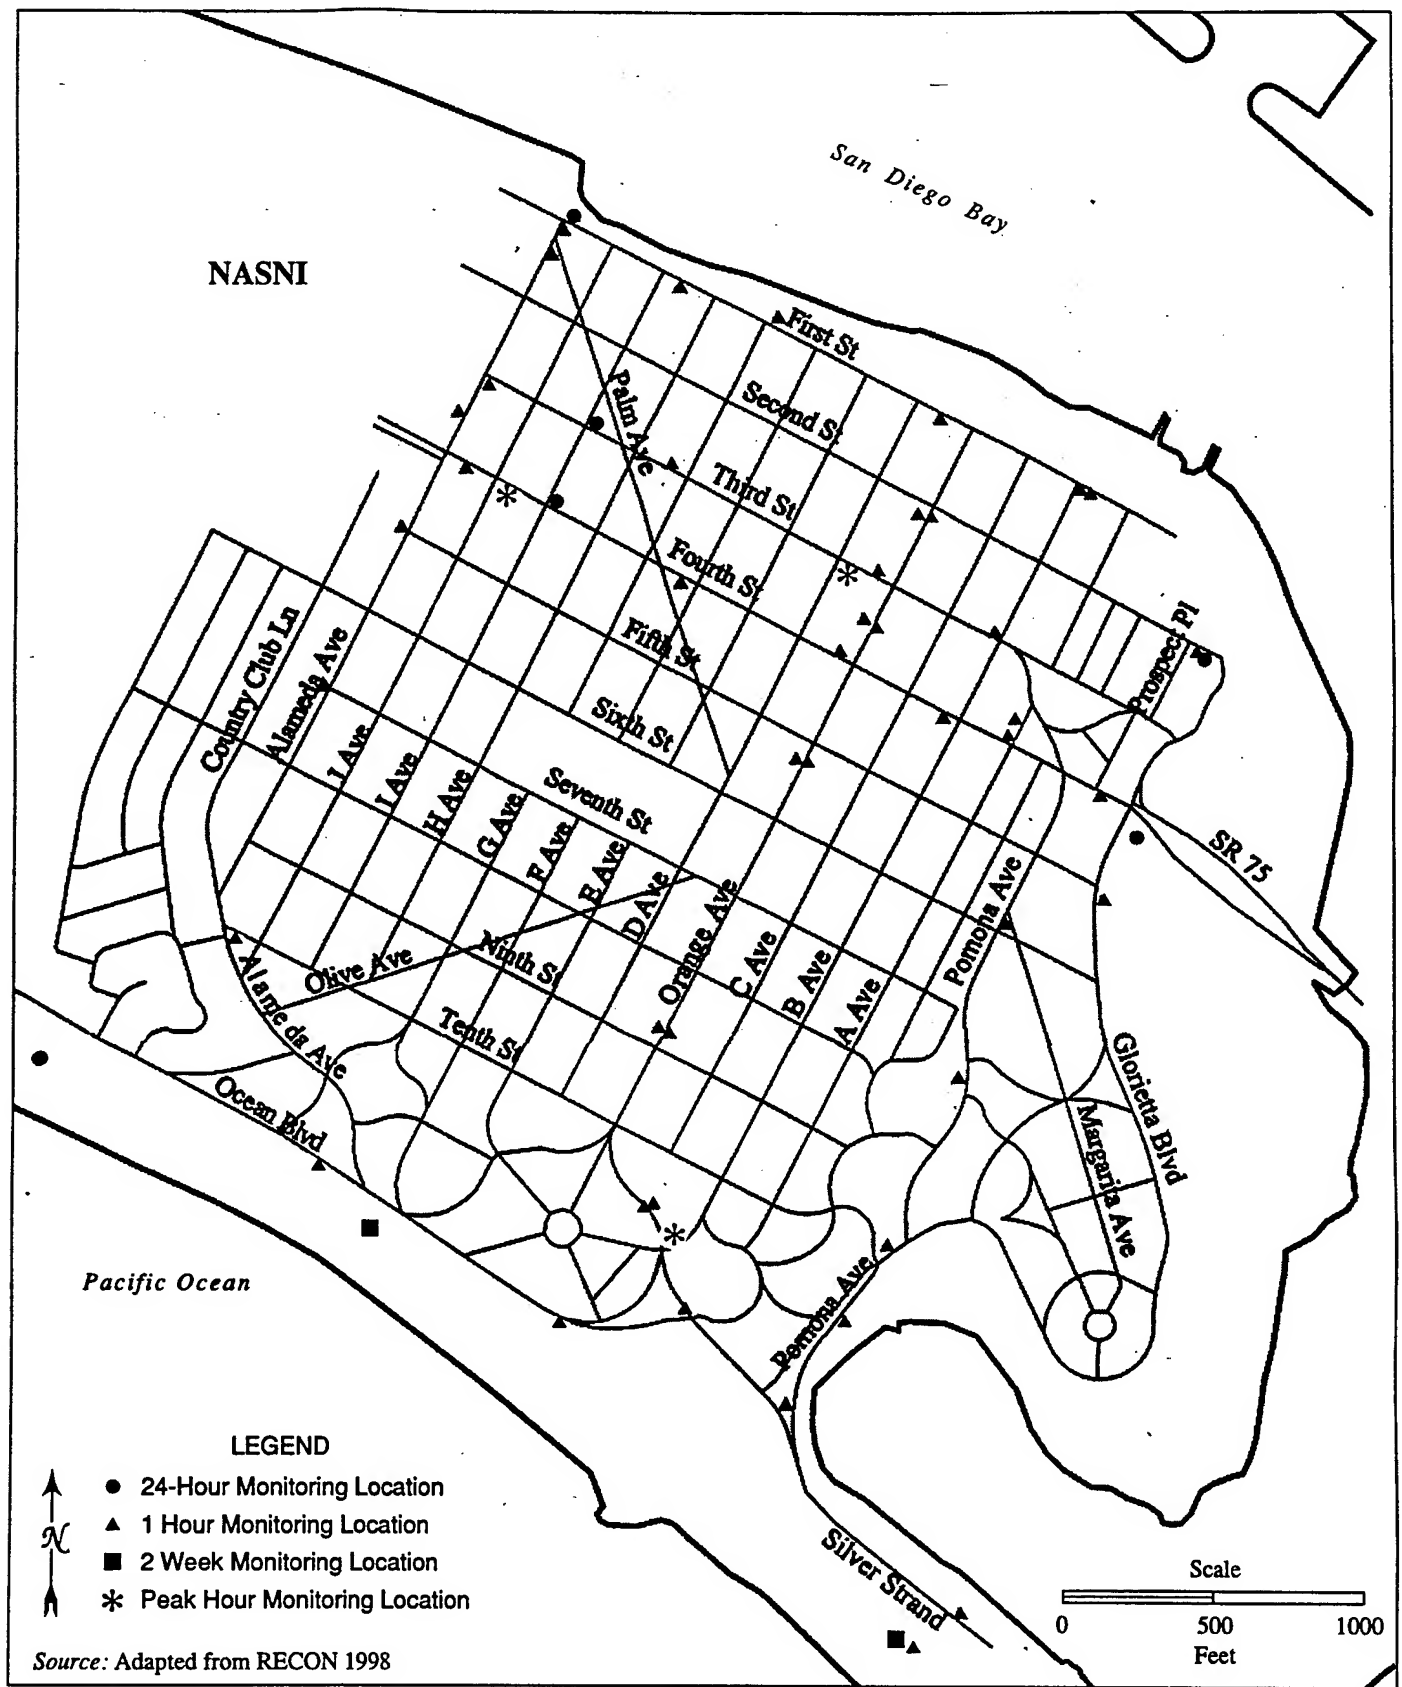 San Diego Bay
NASNI
First St
Palm Ave
Second St
Third St
Fourth St
Fifth St
Prospect Pl
Country Club Ln
Alameda Ave
Sixth St
J Ave
I Ave
H Ave
G Ave
Seventh St
F Ave
E Ave
D Ave
SR 75
Orange Ave
C Ave
B Ave
A Ave
Pomona Ave
Olive Ave
Ninth St
Alameda Ave
Tenth St
Glorietta Blvd
Ocean Blvd
Margarita Ave
Pacific Ocean
Pomona Ave
LEGEND
24-Hour Monitoring Location
1 Hour Monitoring Location
2 Week Monitoring Location
Peak Hour Monitoring Location
N
Silver Strand
Scale
0 500 1000
Feet
Source: Adapted from RECON 1998